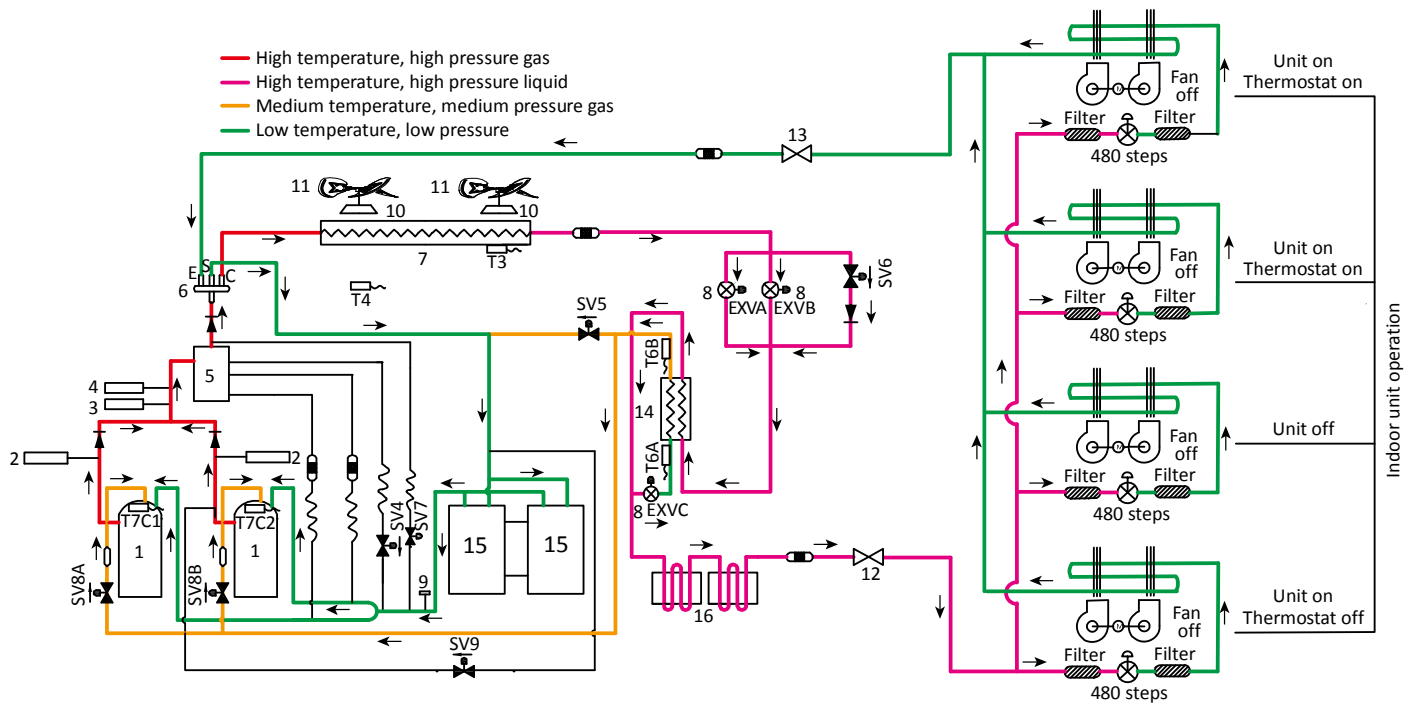 High temperature, high pressure gas
High temperature, high pressure liquid
Medium temperature, medium pressure gas
Low temperature, low pressure
13
11
11
10
10
7
T3
T4
E
S
C
6
8
EXVA
8
EXVB
SV6
SV5
T6B
14
T6A
8
EXVC
5
4
3
2
2
T7C1
T7C2
1
1
SV8A
SV8B
SV4
SV7
9
15
15
16
12
SV9
M
Fan
off
Filter
Filter
480 steps
Unit on
Thermostat on
M
Fan
off
Filter
Filter
480 steps
Unit on
Thermostat on
M
Fan
off
Filter
Filter
480 steps
Unit off
M
Fan
off
Filter
Filter
480 steps
Unit on
Thermostat off
Indoor unit operation